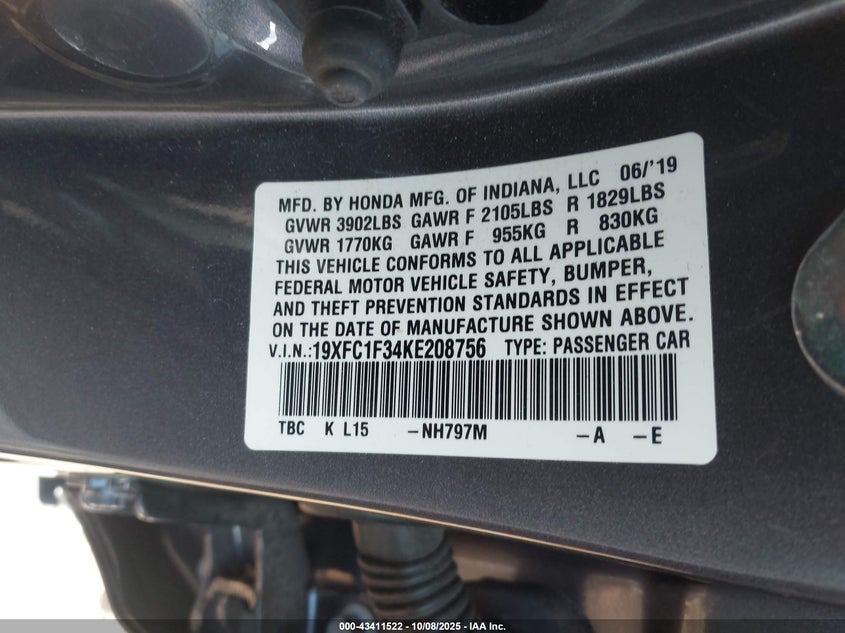 MFD. BY HONDA MFG. OF INDIANA, LLC 06/'19
GVWR 3902LBS GAWR F 2105LBS R 1829LBS
GVWR 1770KG GAWR F 955KG R 830KG
THIS VEHICLE CONFORMS TO ALL APPLICABLE
FEDERAL MOTOR VEHICLE SAFETY, BUMPER,
AND THEFT PREVENTION STANDARDS IN EFFECT
ON THE DATE OF MANUFACTURE SHOWN ABOVE.
V.I.N.:19XFC1F34KE208756 TYPE: PASSENGER CAR
TBC K L15 -NH797M -A -E
000-43411522 | 10/08/2025 - IAA Inc.